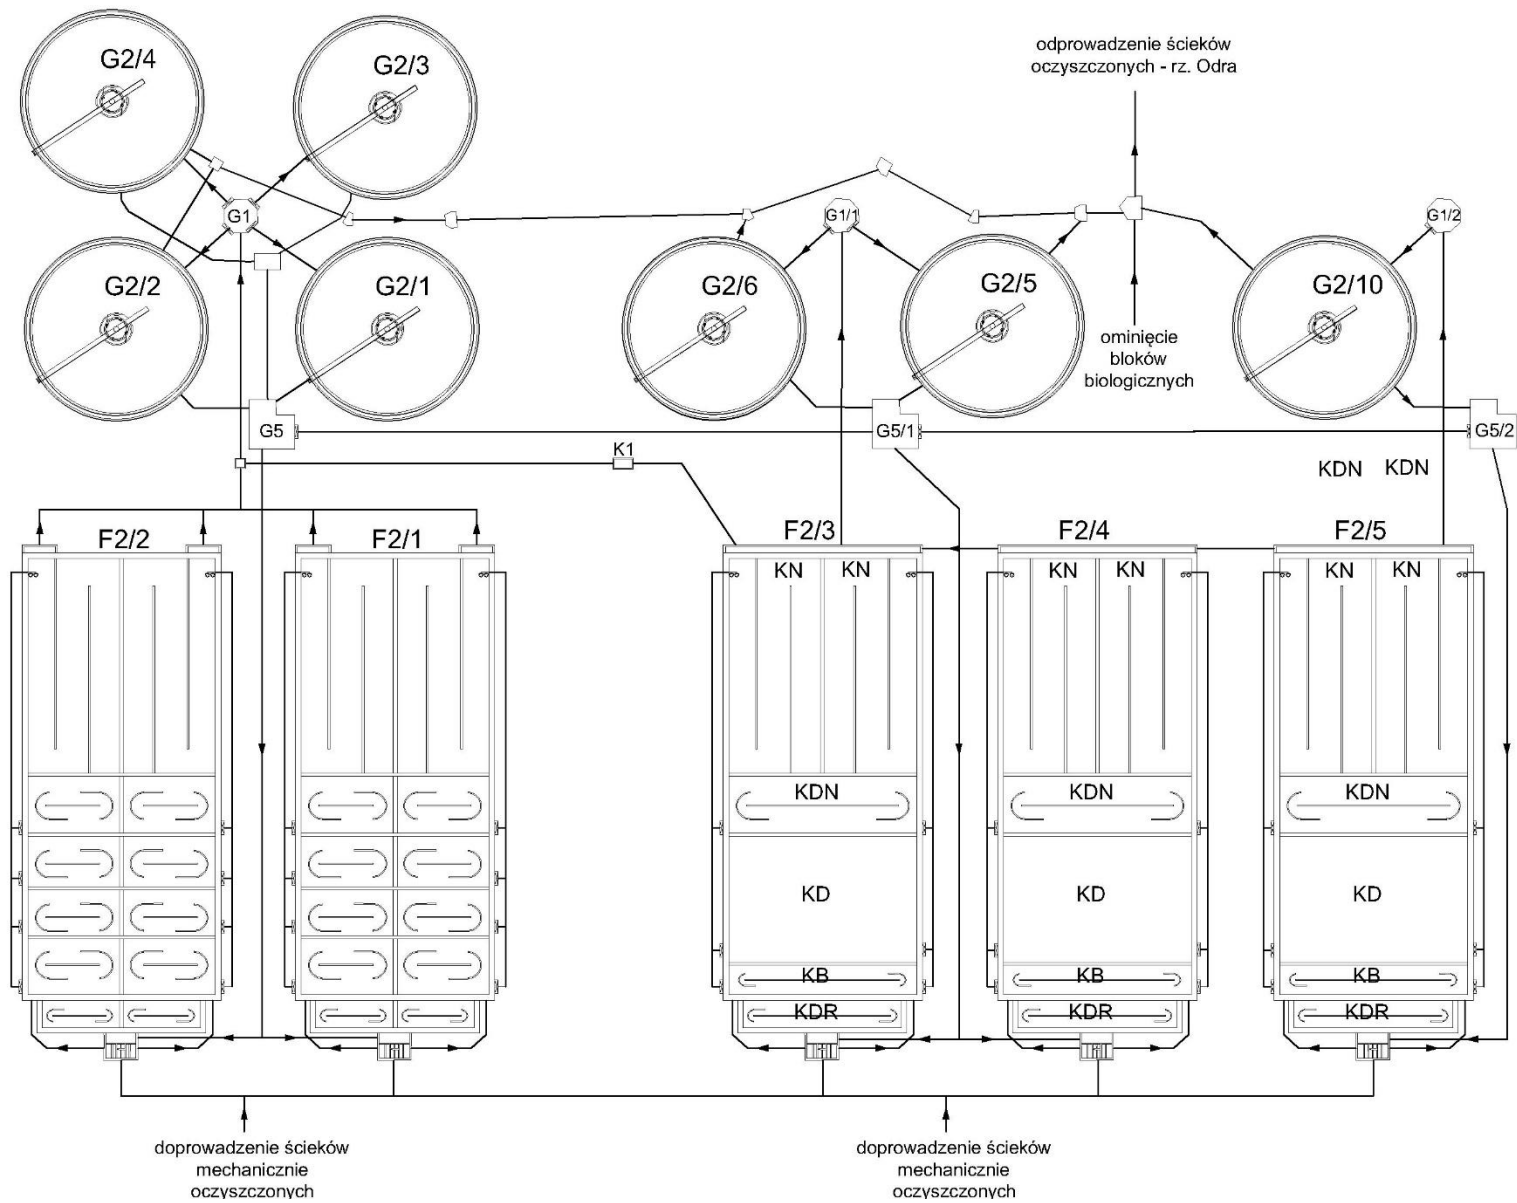 G2/4
G2/3
odprowadzenie ścieków
oczyszczonych - rz. Odra
G1
G1/1
G1/2
G2/2
G2/1
G2/6
G2/5
G2/10
ominięcie
bloków
biologicznych
G5
G5/1
G5/2
K1
KDN KDN
F2/2
F2/1
F2/3
F2/4
F2/5
KN KN
KN KN
KN KN
KDN
KDN
KDN
KD
KD
KD
KB
KB
KB
KDR
KDR
KDR
doprowadzenie ścieków
mechanicznie
oczyszczonych
doprowadzenie ścieków
mechanicznie
oczyszczonych